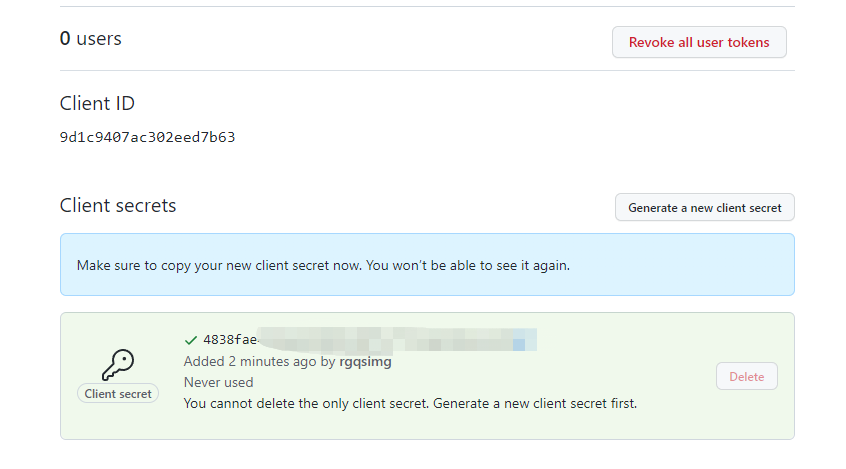 0 users
Revoke all user tokens
Client ID
9d1c9407ac302eed7b63
Client secrets
Generate a new client secret
Make sure to copy your new client secret now. You won't be able to see it again.
4838fae
Added 2 minutes ago by rgqsimg
Never used
Client secret
You cannot delete the only client secret. Generate a new client secret first.
Delete